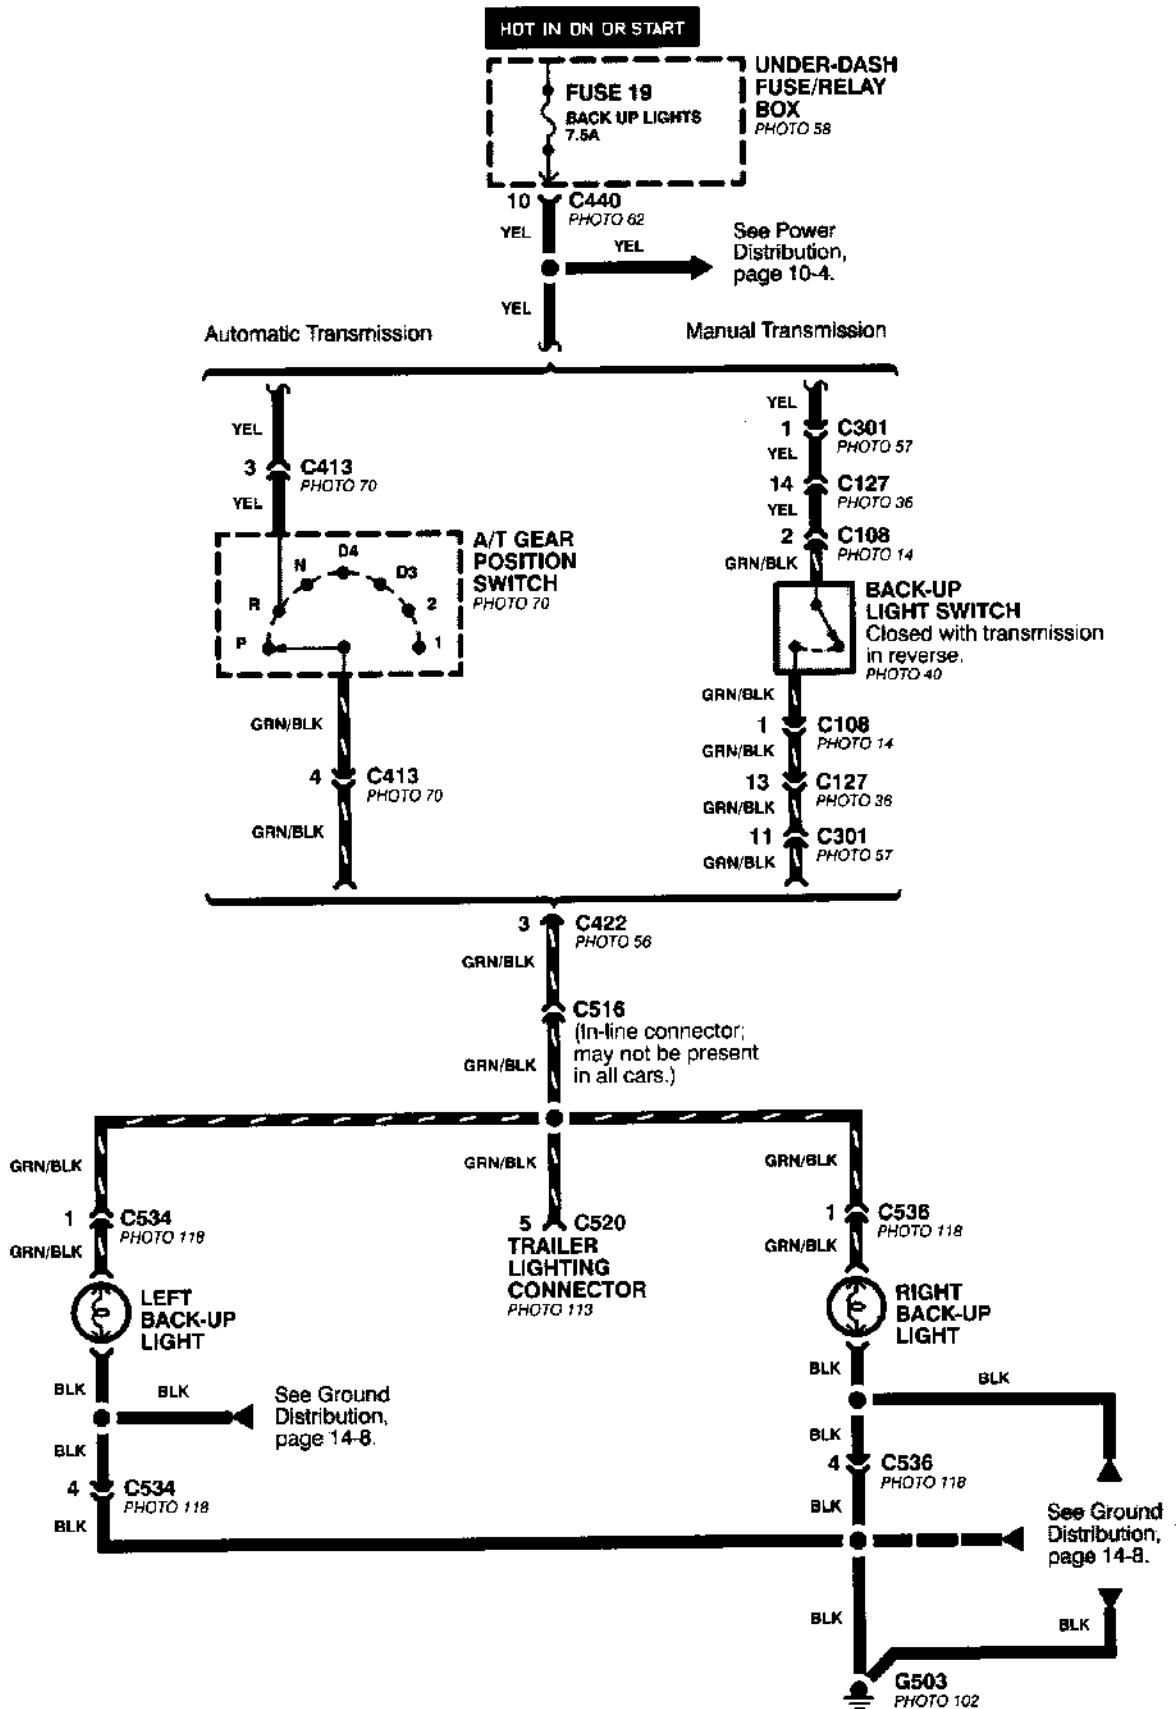 HOT IN ON OR START
UNDER-DASH
FUSE/RELAY
BOX
PHOTO 58
FUSE 19
BACK UP LIGHTS
7.5A
10
C440
PHOTO 62
YEL
YEL
See Power
Distribution,
page 10-4.
YEL
Automatic Transmission
Manual Transmission
YEL
3
C413
PHOTO 70
YEL
A/T GEAR
POSITION
SWITCH
PHOTO 70
P
R
N
D4
D3
2
1
GRN/BLK
4
C413
PHOTO 70
GRN/BLK
YEL
1
C301
PHOTO 57
YEL
14
C127
PHOTO 36
YEL
2
C108
PHOTO 14
GRN/BLK
BACK-UP
LIGHT SWITCH
Closed with transmission
in reverse.
PHOTO 40
GRN/BLK
1
C108
PHOTO 14
GRN/BLK
13
C127
PHOTO 36
GRN/BLK
11
C301
PHOTO 57
GRN/BLK
3
C422
PHOTO 56
GRN/BLK
C516
(In-line connector;
may not be present
in all cars.)
GRN/BLK
GRN/BLK
1
C534
PHOTO 118
GRN/BLK
LEFT
BACK-UP
LIGHT
BLK
BLK
See Ground
Distribution,
page 14-8.
BLK
4
C534
PHOTO 118
BLK
GRN/BLK
5
C520
TRAILER
LIGHTING
CONNECTOR
PHOTO 113
GRN/BLK
1
C536
PHOTO 118
GRN/BLK
RIGHT
BACK-UP
LIGHT
BLK
BLK
BLK
4
C536
PHOTO 118
BLK
See Ground
Distribution,
page 14-8.
BLK
BLK
G503
PHOTO 102